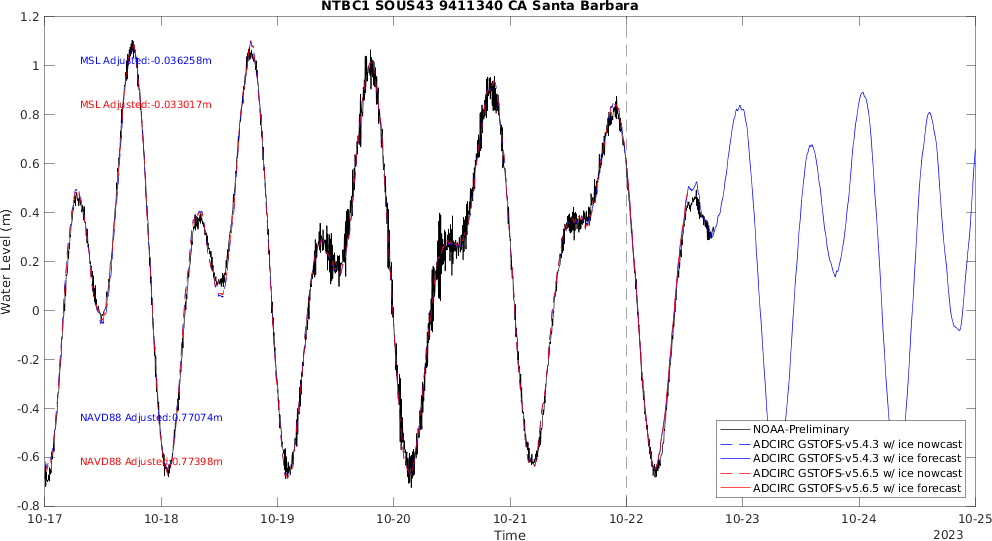 NTBC1 SOUS43 9411340 CA Santa Barbara
1.2
1
0.8
0.6
0.4
0.2
0
-0.2
-0.4
-0.6
-0.8
Water Level (m)
MSL Adjusted:-0.036258m
MSL Adjusted:-0.033017m
NAVD88 Adjusted:0.77074m
NAVD88 Adjusted:0.77398m
NOAA-Preliminary
ADCIRC GSTOFS-v5.4.3 w/ ice nowcast
ADCIRC GSTOFS-v5.4.3 w/ ice forecast
ADCIRC GSTOFS-v5.6.5 w/ ice nowcast
ADCIRC GSTOFS-v5.6.5 w/ ice forecast
10-17 10-18 10-19 10-20 10-21 10-22 10-23 10-24 10-25
Time
2023